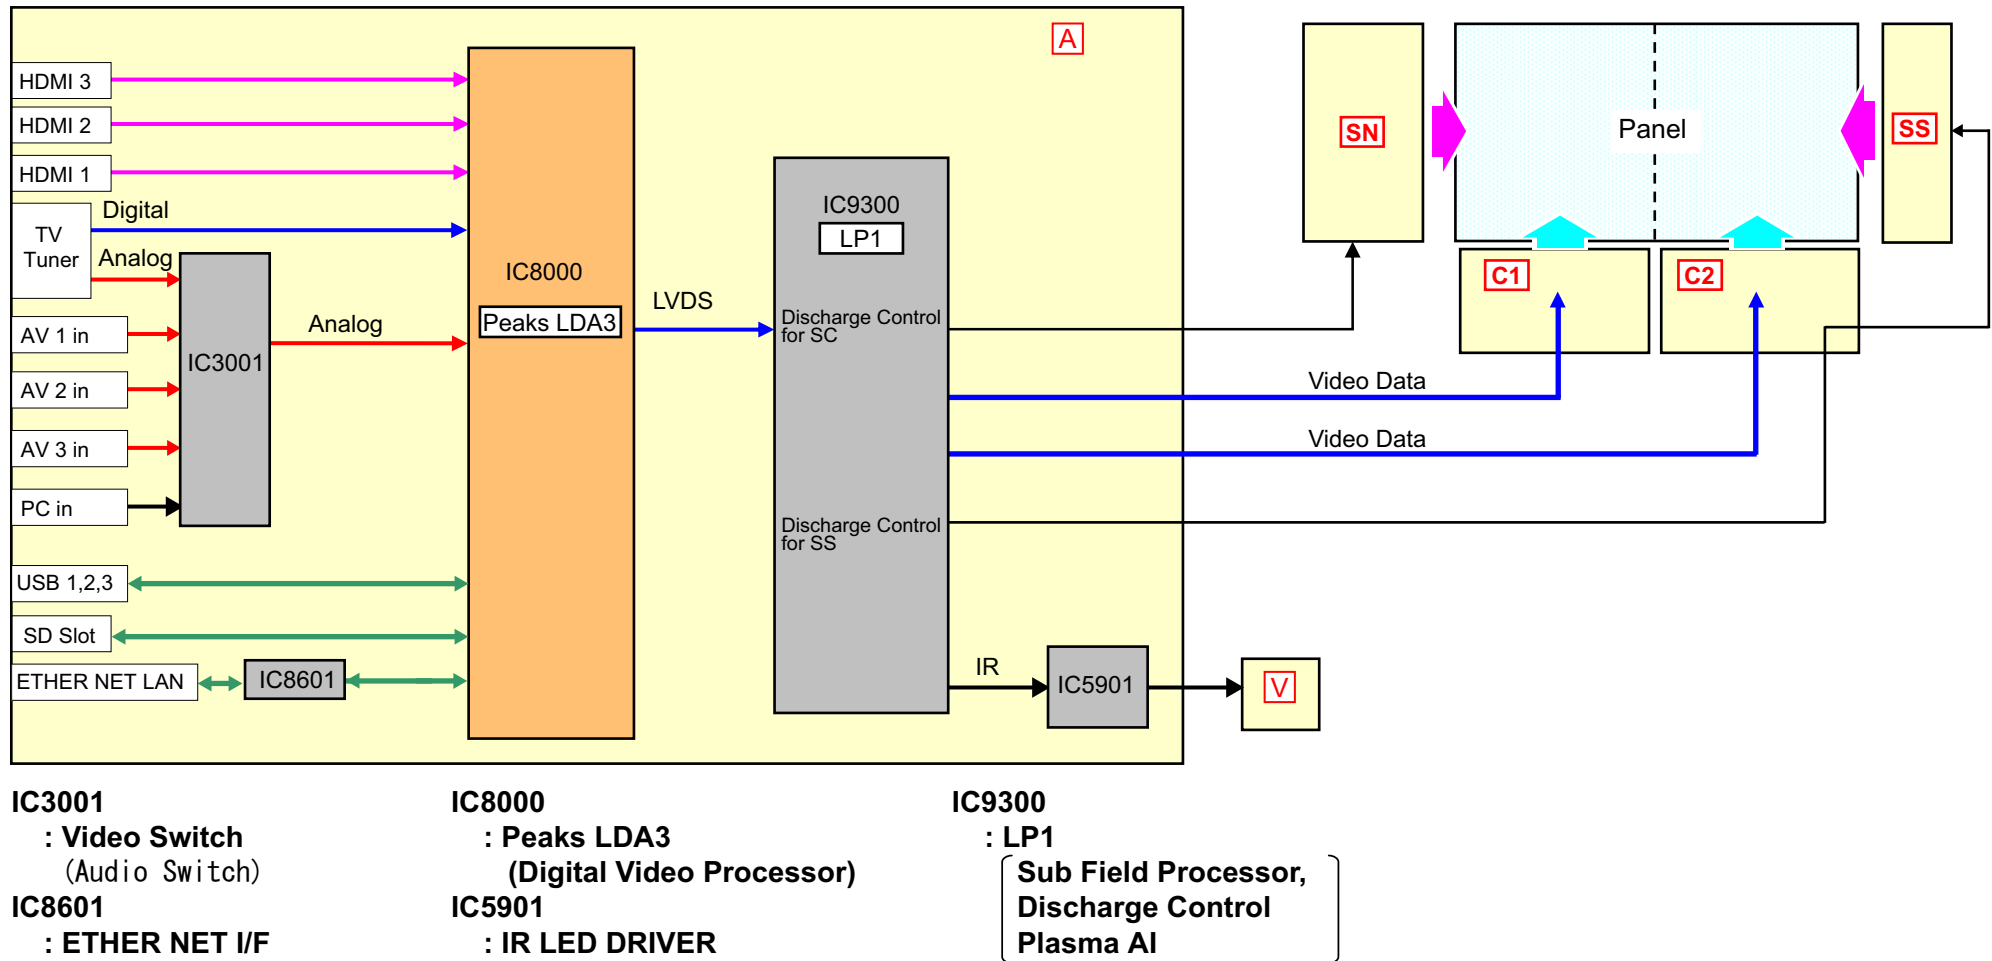 A
HDMI 3
HDMI 2
HDMI 1
TV
Tuner
Digital
Analog
AV 1 in
AV 2 in
AV 3 in
PC in
IC3001
Analog
USB 1,2,3
SD Slot
ETHER NET LAN
IC8601
IC8000
Peaks LDA3
LVDS
IC9300
LP1
Discharge Control
for SC
Discharge Control
for SS
IR
IC5901
V
Video Data
Video Data
SN
Panel
SS
C1
C2
IC3001
: Video Switch
(Audio Switch)
IC8601
: ETHER NET I/F
IC8000
: Peaks LDA3
(Digital Video Processor)
IC5901
: IR LED DRIVER
IC9300
: LP1
Sub Field Processor,
Discharge Control
Plasma AI